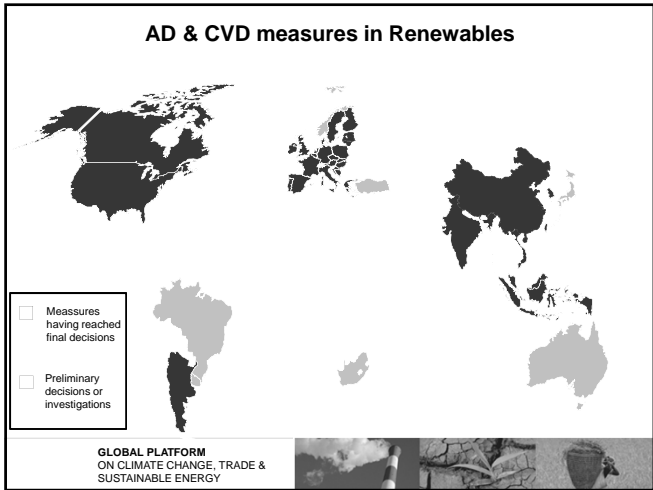 AD & CVD measures in Renewables
Meassures
having reached
final decisions
Preliminary
decisions or
investigations
GLOBAL PLATFORM
ON CLIMATE CHANGE, TRADE &
SUSTAINABLE ENERGY